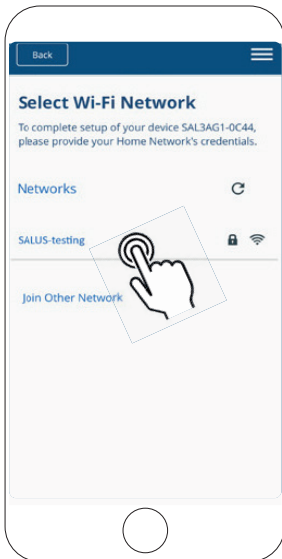 Back
Select Wi-Fi Network
To complete setup of your device SAL3AG1-0C44,
please provide your Home Network's credentials.
Networks
SALUS-testing
Join Other Network